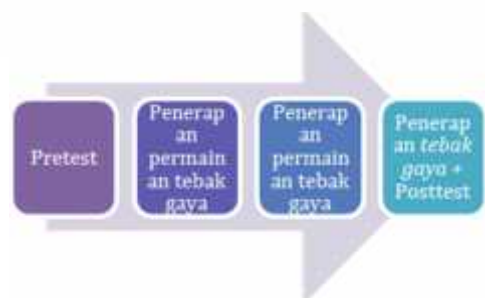 Pretest
Penerap
an
permain
an tebak
gaya
Penerap
an
permain
an tebak
gaya
Penerap
an tebak
gaya +
Posttest